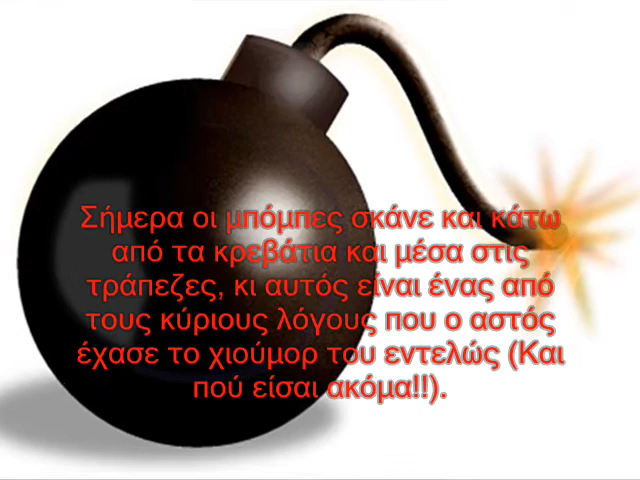 Σήμερα οι μπόμπες σκάνε και κάτω
από τα κρεβάτια και μέσα στις
τράπεζες, κι αυτός είναι ένας από
τους κύριους λόγους που ο αστός
έχασε το χιούμορ του εντελώς (Και
πού είσαι ακόμα!!).